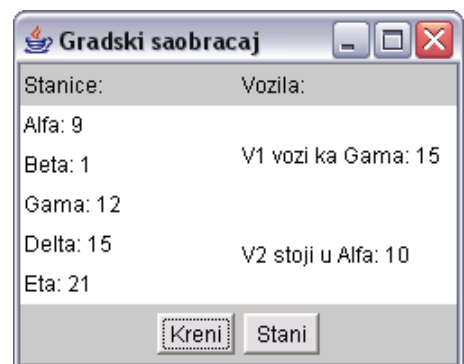 Gradski saobracaj
Stanice: Vozila:
Alfa: 9
Beta: 1
Gama: 12
Delta: 15
Eta: 21
V1 vozi ka Gama: 15
V2 stoji u Alfa: 10
Kreni Stani